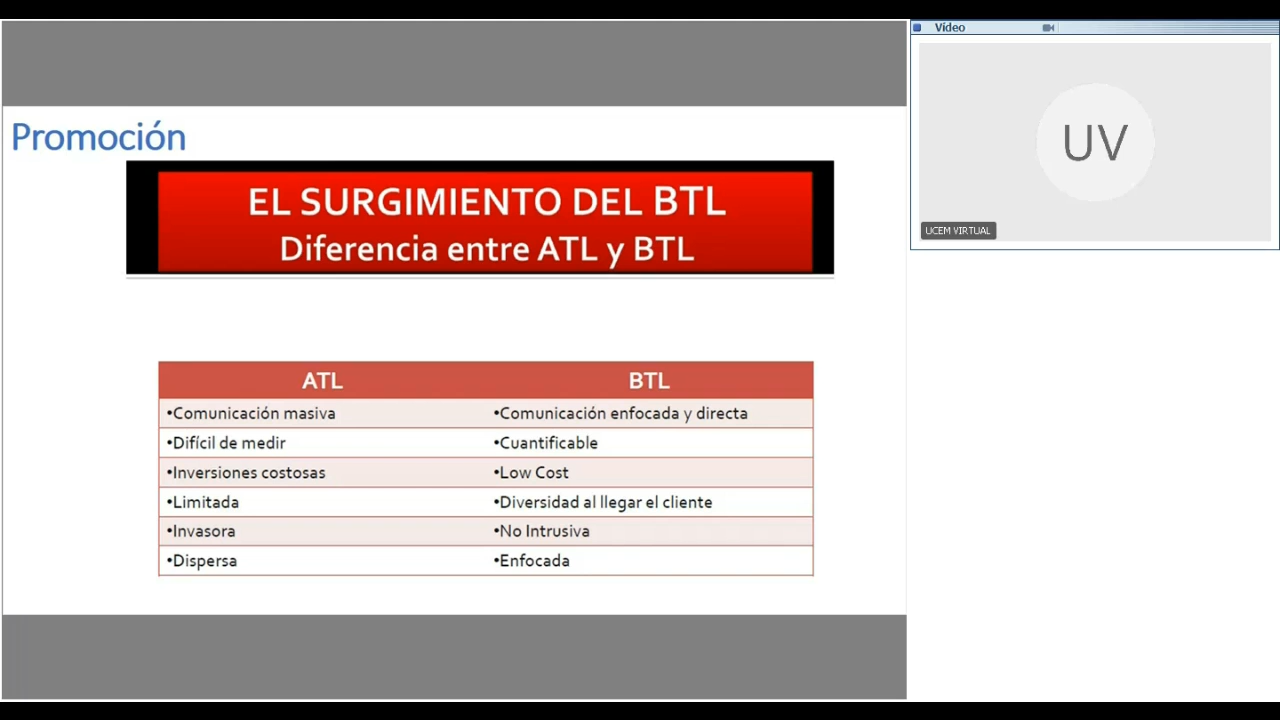 Promoción
EL SURGIMIENTO DEL BTL
Diferencia entre ATL y BTL
ATL BTL
•Comunicación masiva •Comunicación enfocada y directa
•Difícil de medir •Cuantificable
•Inversiones costosas •Low Cost
•Limitada •Diversidad al llegar el cliente
•Invasora •No Intrusiva
•Dispersa •Enfocada
Vídeo
UV
UCEM VIRTUAL